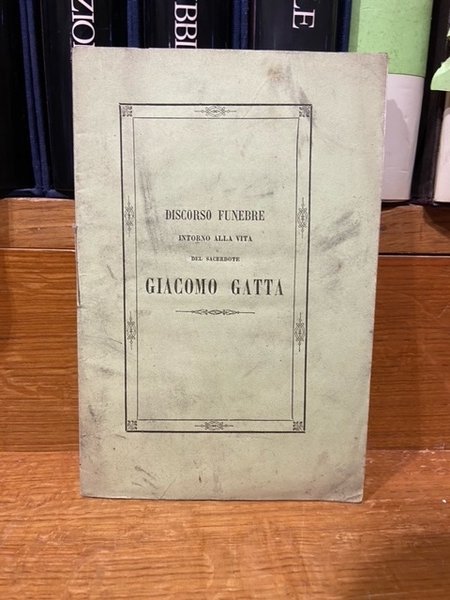 DISCORSO FUNEBRE
INTORNO ALLA VITA
DEL SACERDOTE
GIACOMO GATTA